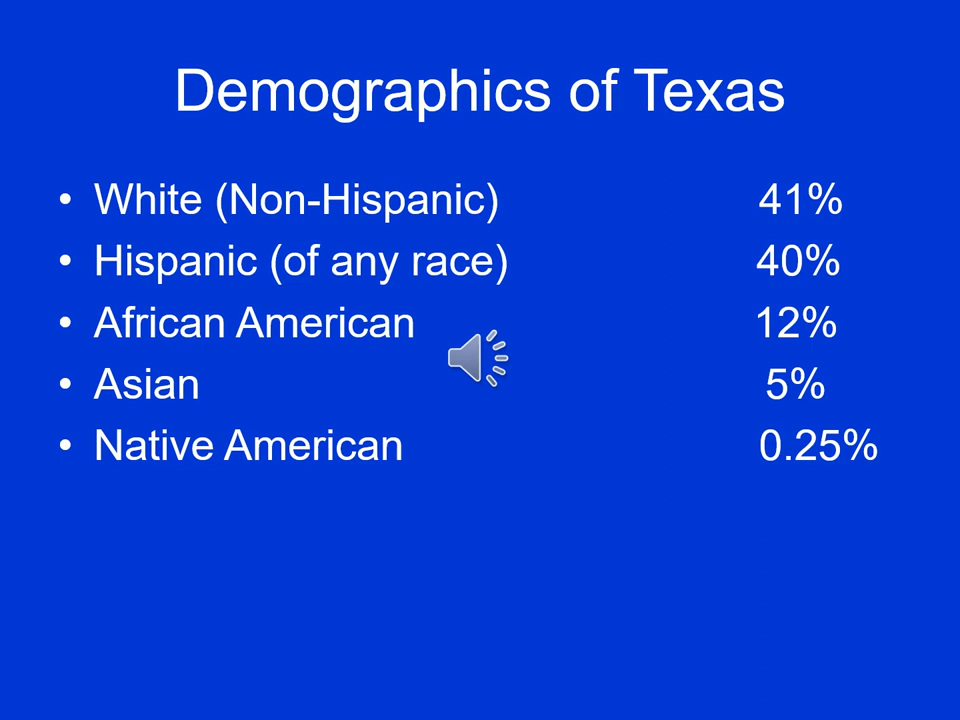 Demographics of Texas
• White (Non-Hispanic) 41%
• Hispanic (of any race) 40%
• African American 12%
• Asian 5%
• Native American 0.25%